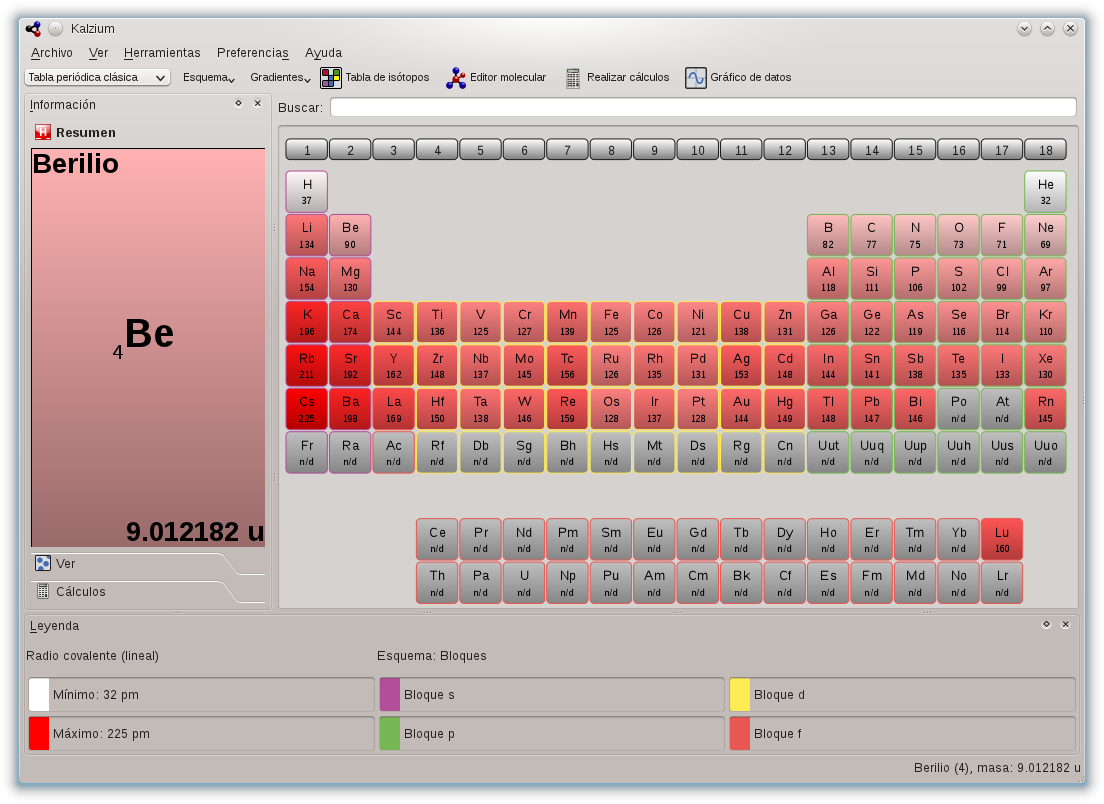 Kalzium
Archivo Ver Herramientas Preferencias Ayuda
Tabla periódica clásica Esquema Gradientes Tabla de isótopos Editor molecular Realizar cálculos Gráfico de datos
Información
Buscar:
Resumen
Berilio
4Be
9.012182 u
Ver
Cálculos
1 2 3 4 5 6 7 8 9 10 11 12 13 14 15 16 17 18
H He
37 32
Li Be B C N O F Ne
134 90 82 77 75 73 71 69
Na Mg Al Si P S Cl Ar
154 130 118 111 106 102 99 97
K Ca Sc Ti V Cr Mn Fe Co Ni Cu Zn Ga Ge As Se Br Kr
196 174 144 136 125 127 139 125 126 121 138 131 126 122 119 116 114 110
Rb Sr Y Zr Nb Mo Tc Ru Rh Pd Ag Cd In Sn Sb Te I Xe
211 192 162 148 137 145 156 126 135 131 153 148 144 141 138 135 133 130
Cs Ba La Hf Ta W Re Os Ir Pt Au Hg Tl Pb Bi Po At Rn
225 198 169 150 138 146 159 128 137 128 144 149 148 147 146 n/d n/d 145
Fr Ra Ac Rf Db Sg Bh Hs Mt Ds Rg Cn Uut Uuq Uup Uuh Uus Uuo
n/d n/d n/d n/d n/d n/d n/d n/d n/d n/d n/d n/d n/d n/d n/d n/d n/d n/d
Ce Pr Nd Pm Sm Eu Gd Tb Dy Ho Er Tm Yb Lu
n/d n/d n/d n/d n/d n/d n/d n/d n/d n/d n/d n/d n/d 160
Th Pa U Np Pu Am Cm Bk Cf Es Fm Md No Lr
n/d n/d n/d n/d n/d n/d n/d n/d n/d n/d n/d n/d n/d n/d
Leyenda
Radio covalente (lineal) Esquema: Bloques
Mínimo: 32 pm Bloque s Bloque d
Máximo: 225 pm Bloque p Bloque f
Berilio (4), masa: 9.012182 u